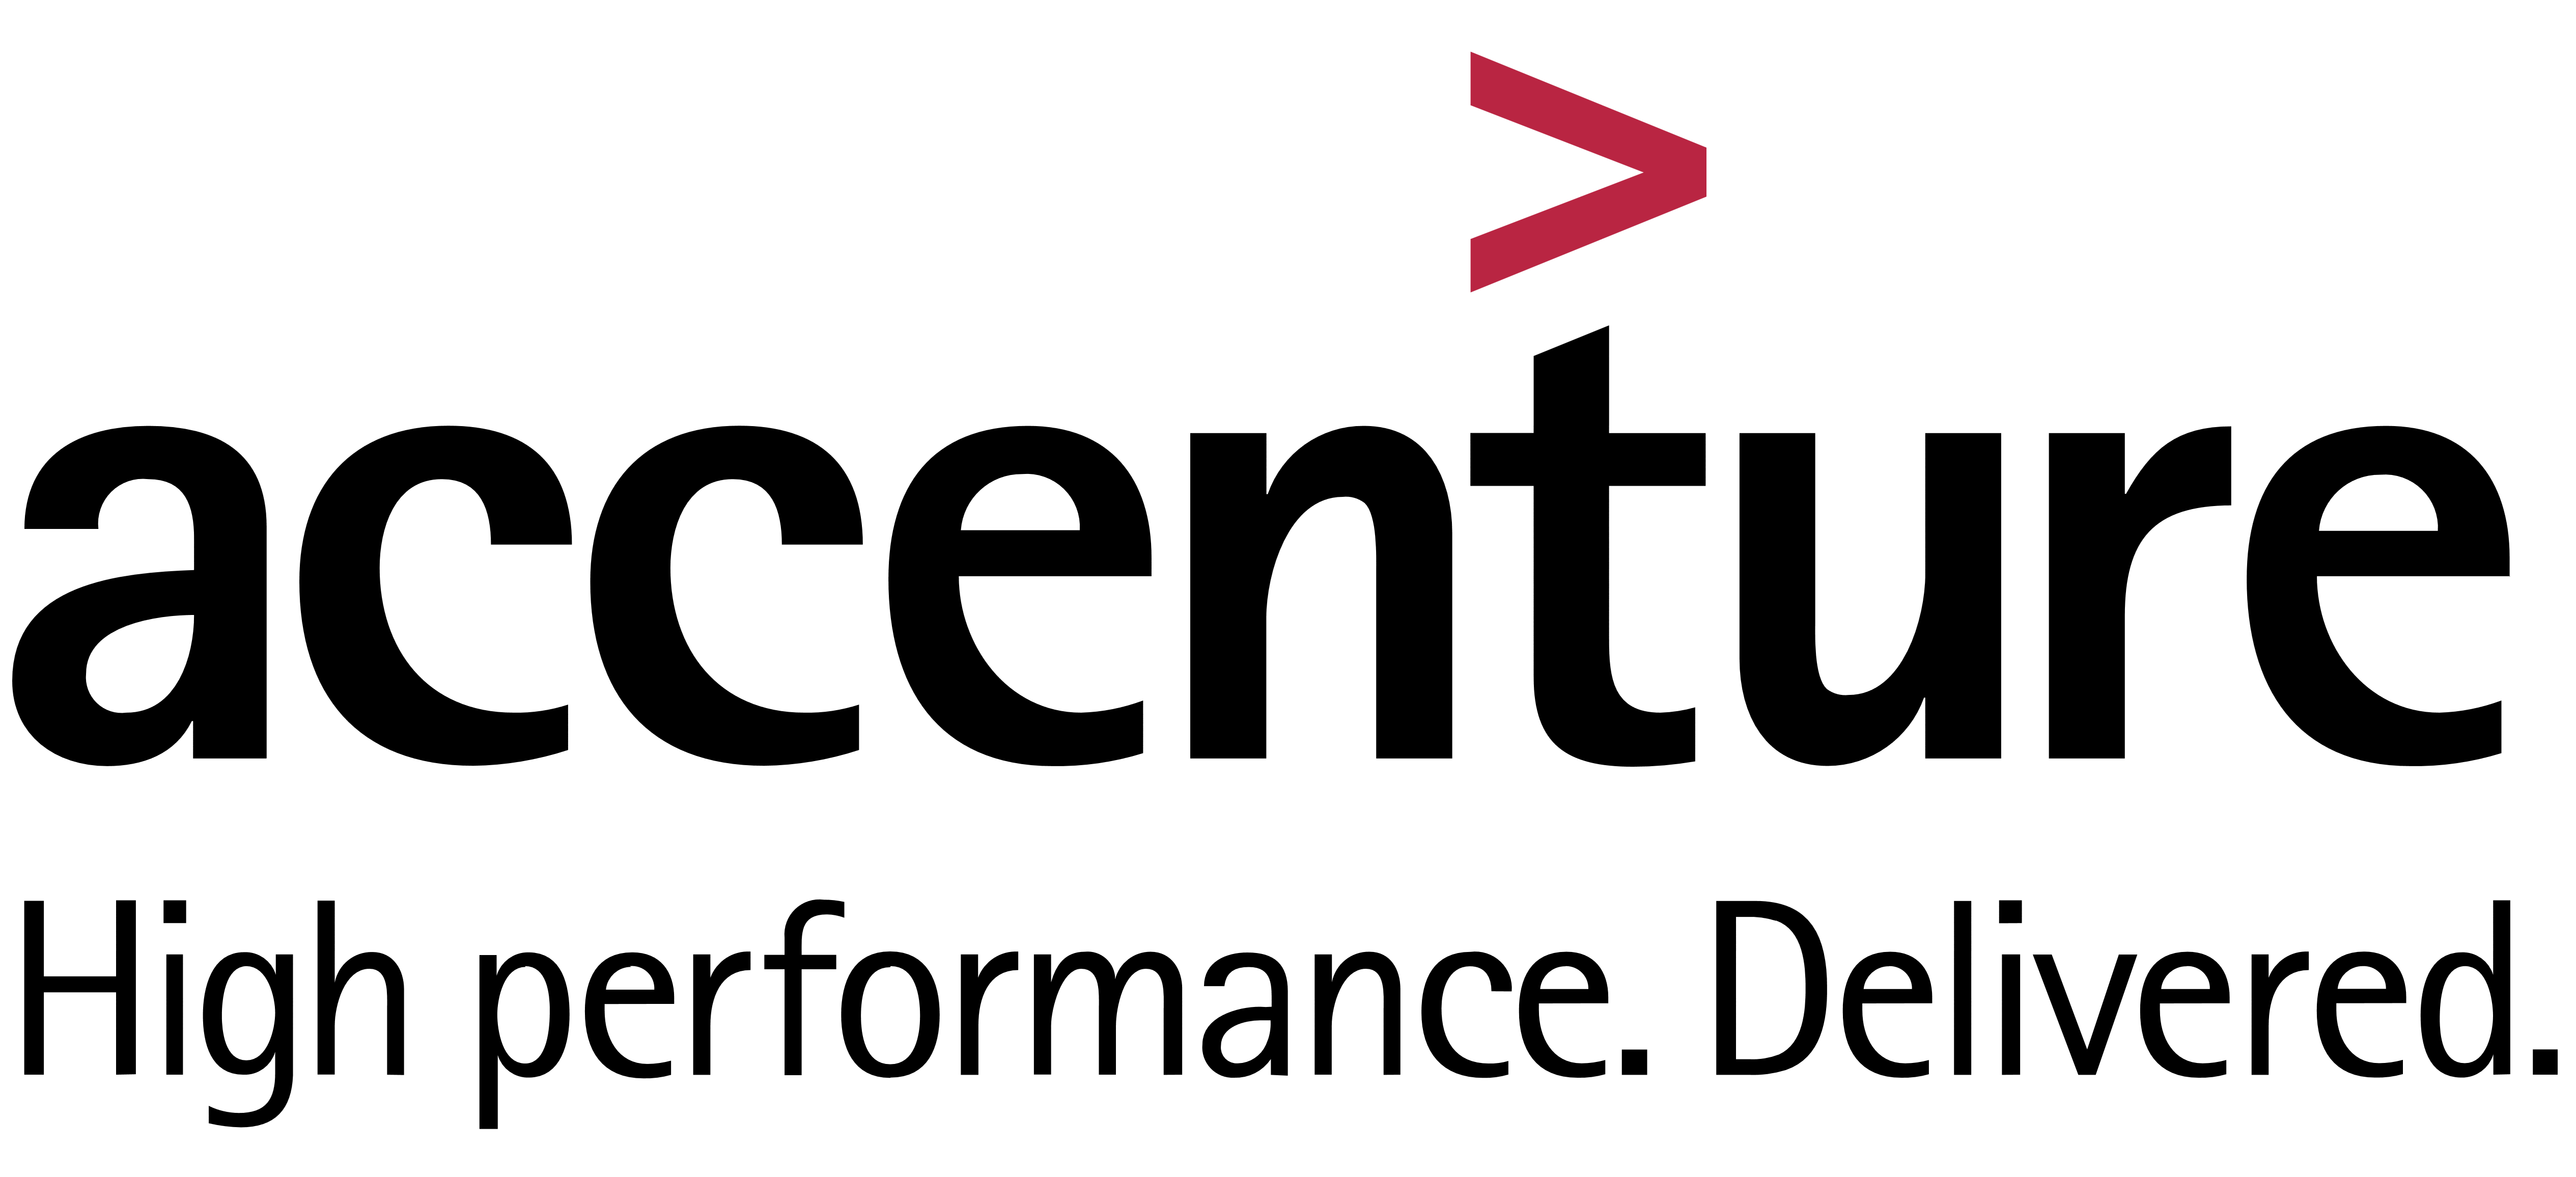 >
accenture
High performance. Delivered.